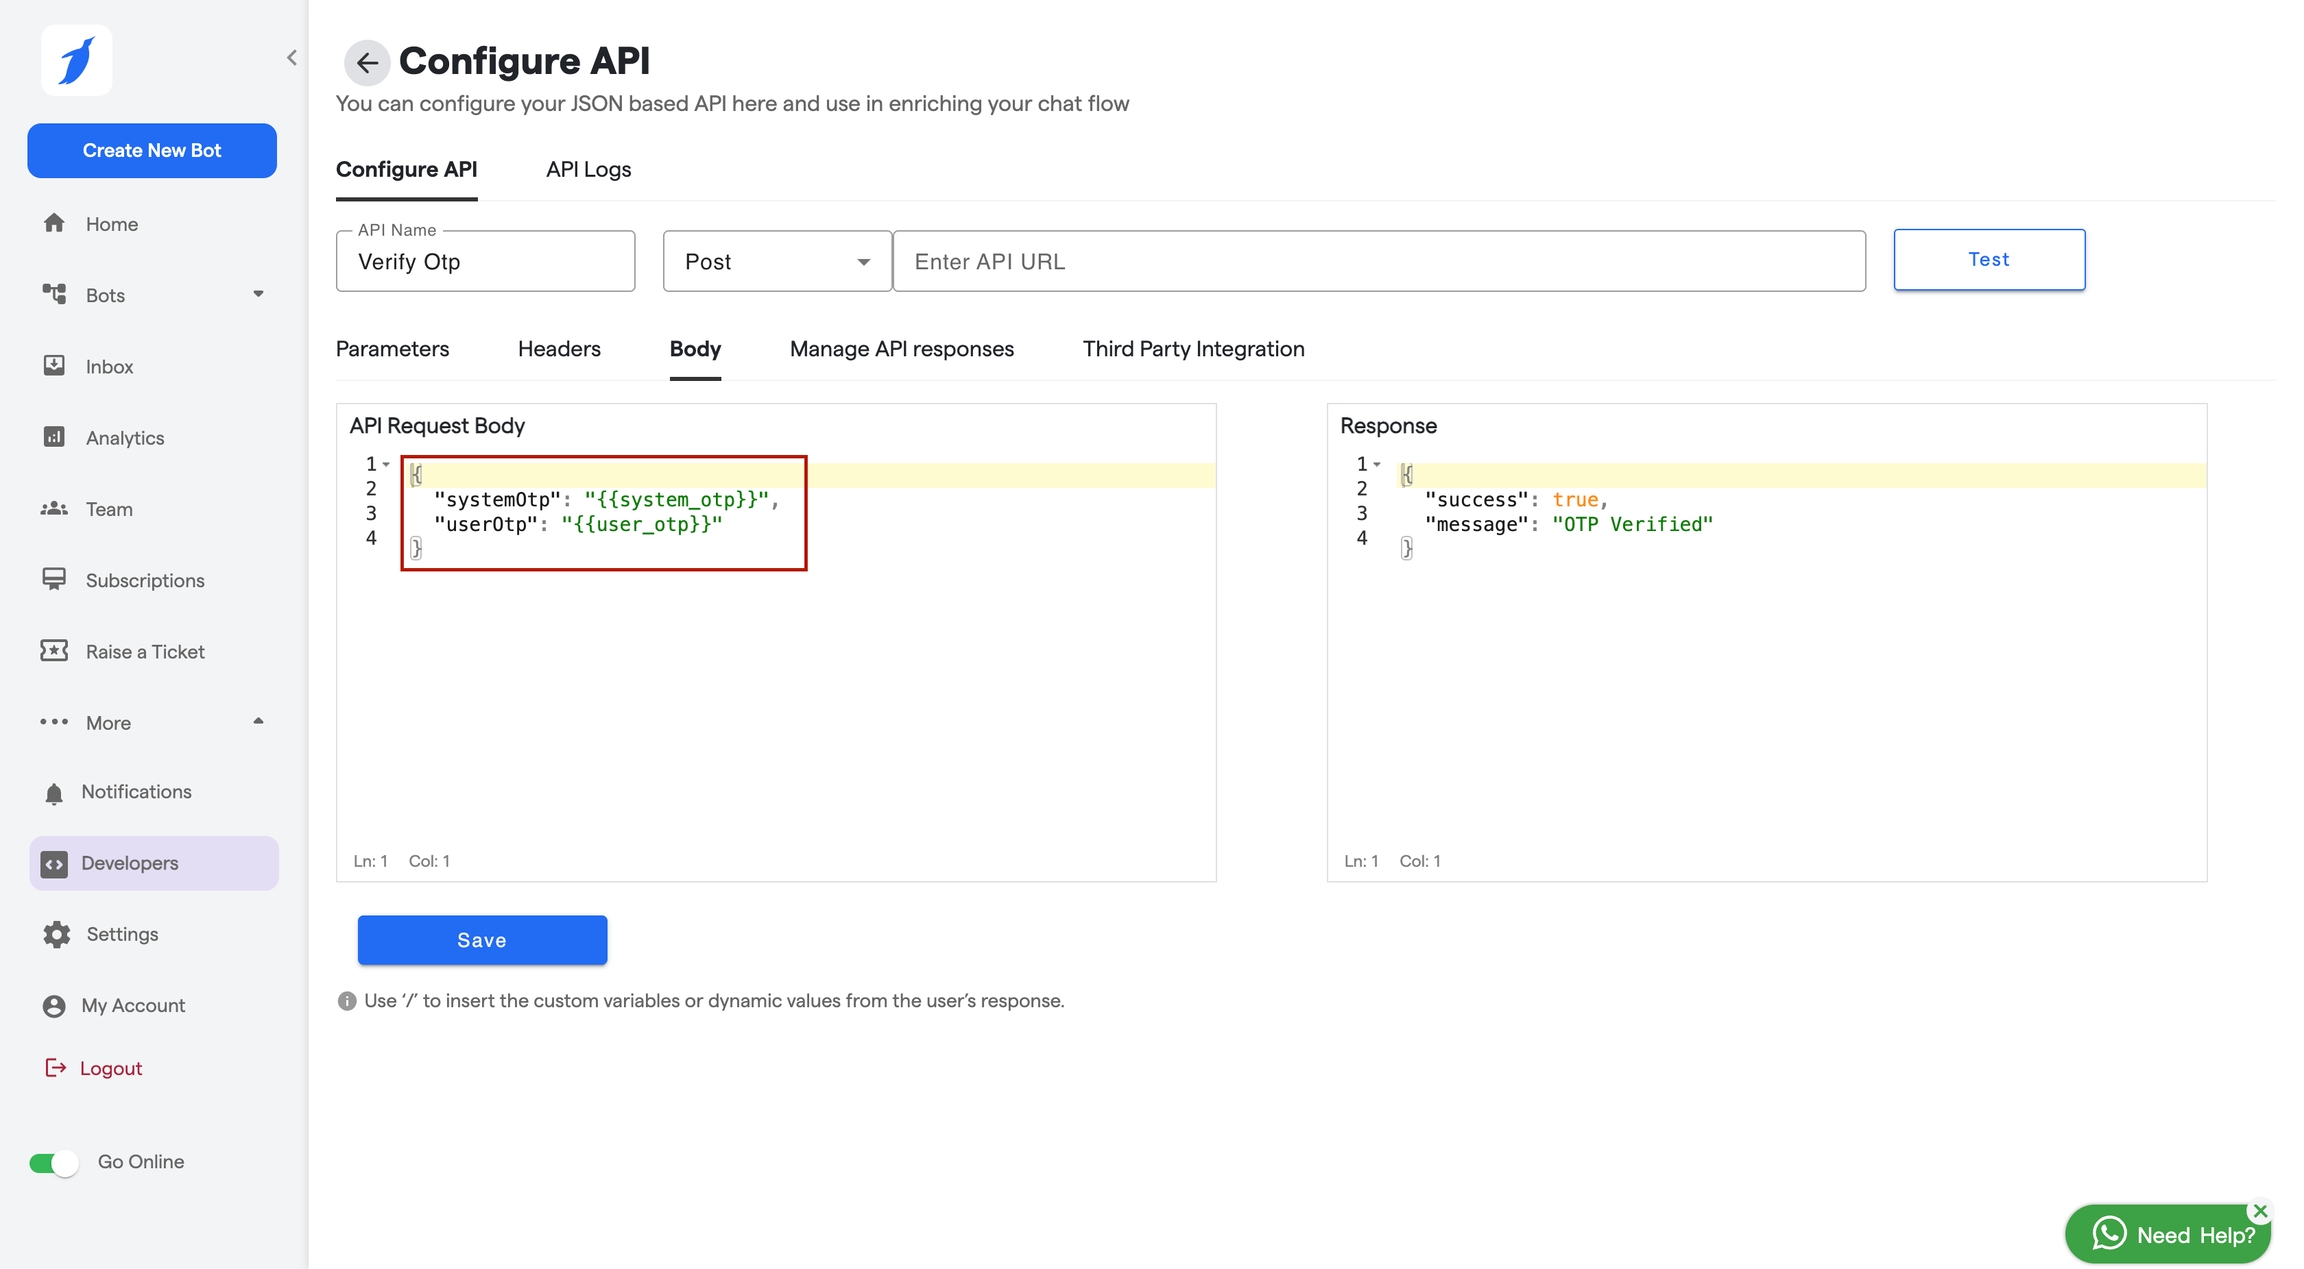 Configure API
You can configure your JSON based API here and use in enriching your chat flow
Create New Bot
Home
Bots
Inbox
Analytics
Team
Subscriptions
Raise a Ticket
More
Notifications
Developers
Settings
My Account
Logout
Go Online
Configure API
API Logs
API Name
Verify Otp
Post
Enter API URL
Test
Parameters
Headers
Body
Manage API responses
Third Party Integration
API Request Body
1 {
2 "systemOtp": "{{system_otp}}",
3 "userOtp": "{{user_otp}}"
4 }
Ln: 1 Col: 1
Response
1 {
2 "success": true,
3 "message": "OTP Verified"
4 }
Ln: 1 Col: 1
Save
Use ‘/’ to insert the custom variables or dynamic values from the user’s response.
Need Help?